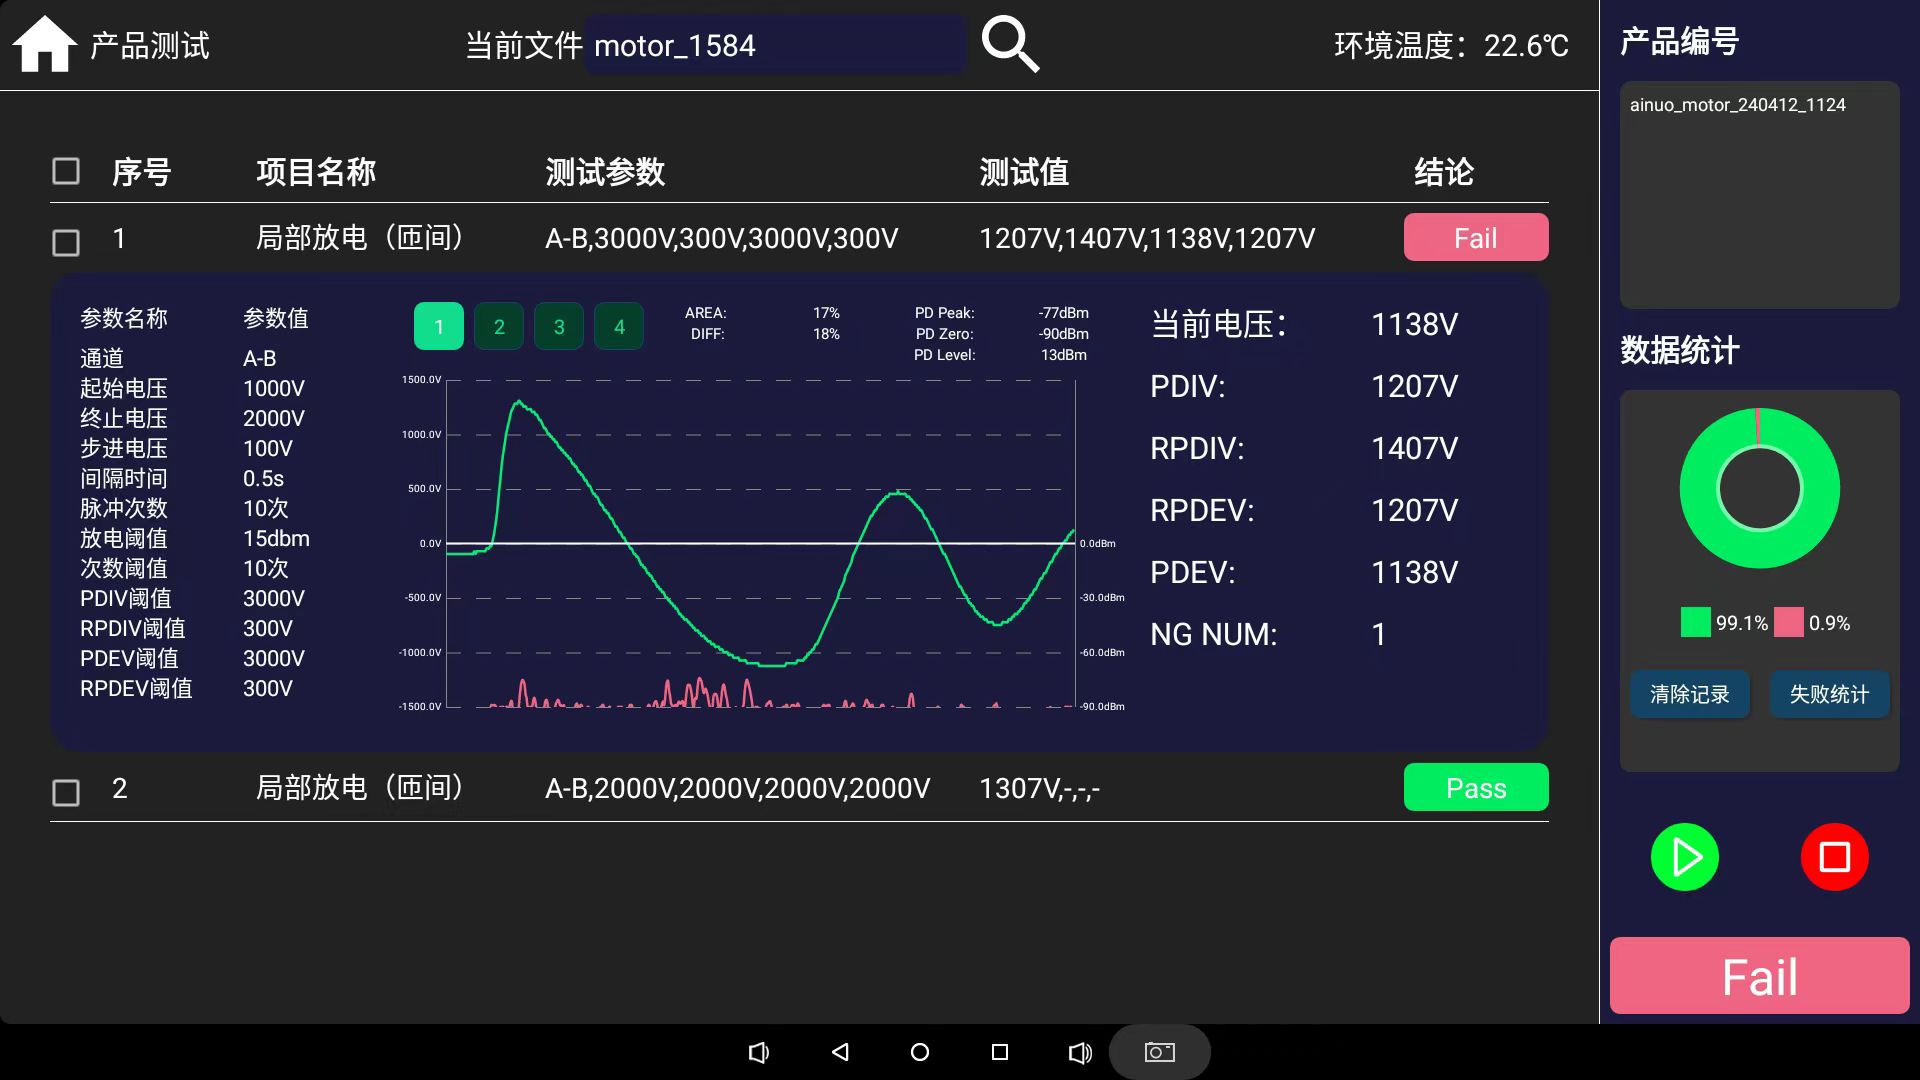 产品测试
当前文件 motor_1584
环境温度：22.6℃
序号 项目名称 测试参数 测试值 结论
1 局部放电（匝间） A-B,3000V,300V,3000V,300V 1207V,1407V,1138V,1207V Fail
参数名称 参数值
通道 A-B
起始电压 1000V
终止电压 2000V
步进电压 100V
间隔时间 0.5s
脉冲次数 10次
放电阈值 15dbm
次数阈值 10次
PDIV阈值 3000V
RPDIV阈值 300V
PDEV阈值 3000V
RPDEV阈值 300V
1 2 3 4
AREA: 17%
DIFF: 18%
PD Peak: -77dBm
PD Zero: -90dBm
PD Level: 13dBm
1500.0V
1000.0V
500.0V
0.0V 0.0dBm
-500.0V -30.0dBm
-1000.0V -60.0dBm
-1500.0V -90.0dBm
当前电压： 1138V
PDIV: 1207V
RPDIV: 1407V
RPDEV: 1207V
PDEV: 1138V
NG NUM: 1
2 局部放电（匝间） A-B,2000V,2000V,2000V,2000V 1307V,-,-,- Pass
产品编号
ainuo_motor_240412_1124
数据统计
99.1% 0.9%
清除记录 失败统计
Fail